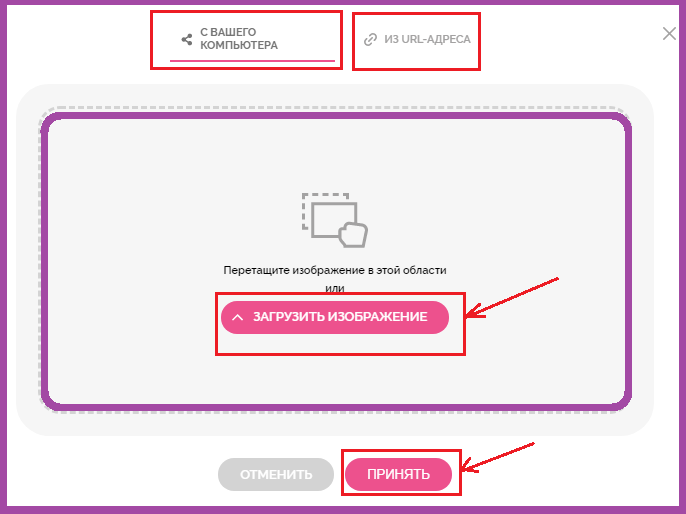 С ВАШЕГО
КОМПЬЮТЕРА
ИЗ URL-АДРЕСА
Перетащите изображение в этой области
или
ЗАГРУЗИТЬ ИЗОБРАЖЕНИЕ
ОТМЕНИТЬ
ПРИНЯТЬ